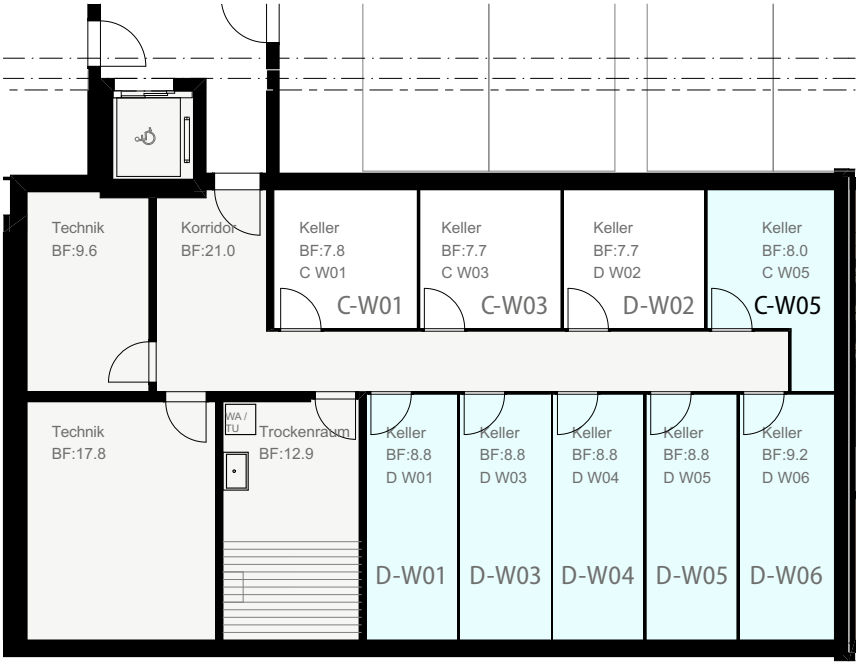 Technik
BF:9.6
Korridor
BF:21.0
Keller
BF:7.8
C W01
C-W01
Keller
BF:7.7
C W03
C-W03
Keller
BF:7.7
D W02
D-W02
Keller
BF:8.0
C W05
C-W05
Technik
BF:17.8
WA /
TU
Trockenraum
BF:12.9
Keller
BF:8.8
D W01
D-W01
Keller
BF:8.8
D W03
D-W03
Keller
BF:8.8
D W04
D-W04
Keller
BF:8.8
D W05
D-W05
Keller
BF:9.2
D W06
D-W06